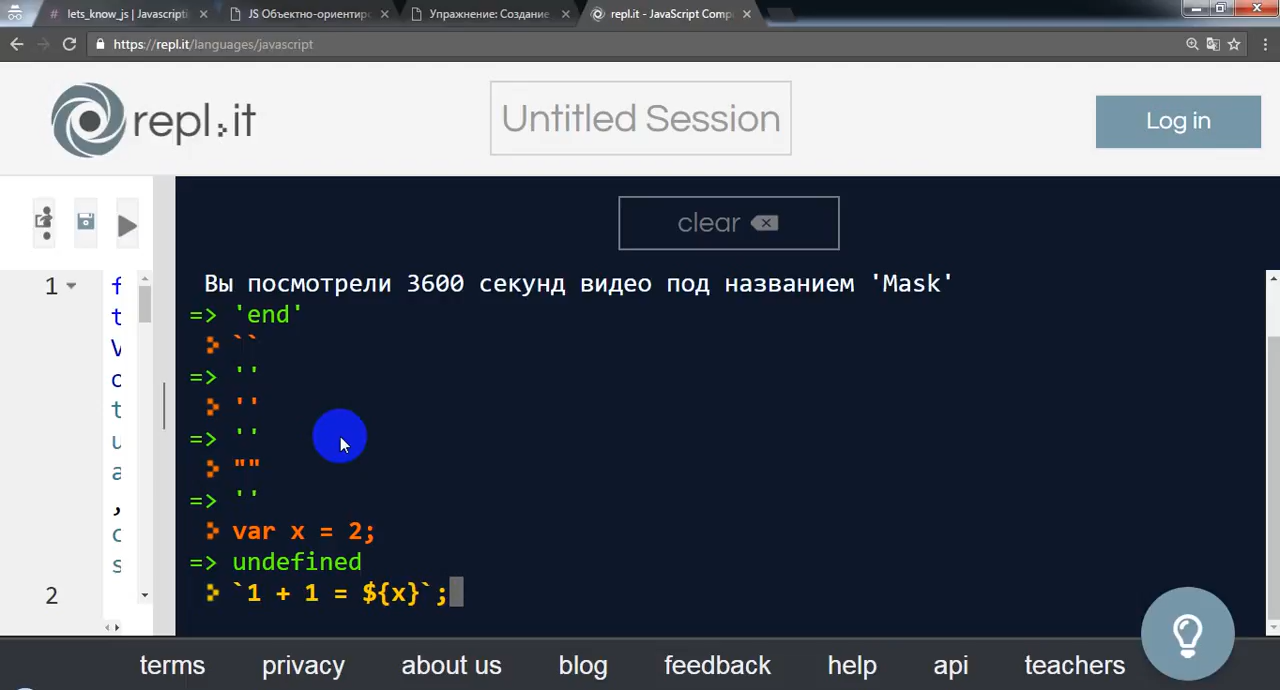 # lets_know_js | Javascript
JS Объектно-ориентир
Упражнение: Создание
repl.it - JavaScript Comp
https://repl.it/languages/javascript
repl.it
Untitled Session
Log in
clear
Вы посмотрели 3600 секунд видео под названием 'Mask'
=> 'end'
``
=> ''
''
=> ''
""
=> ''
var x = 2;
=> undefined
`1 + 1 = ${x}`;
1
f
t
V
o
t
u
a
,
c
s
2
terms privacy about us blog feedback help api teachers